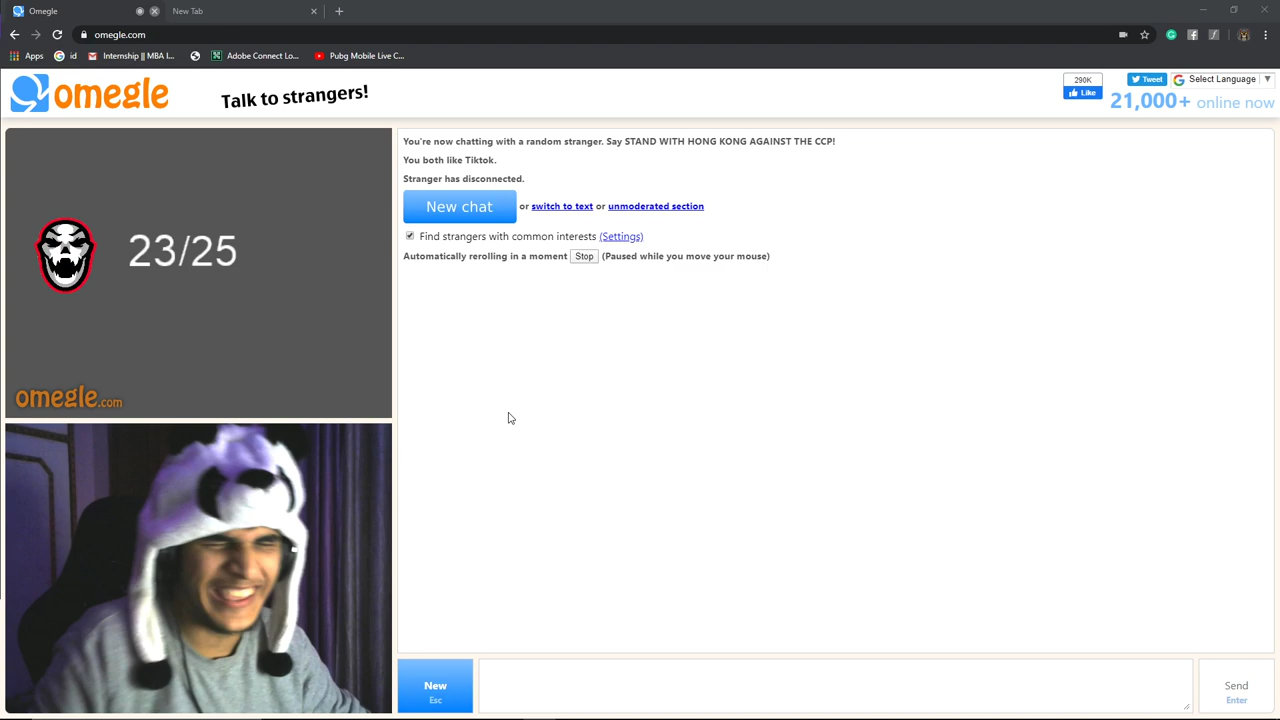 Omegle
New Tab
omegle.com
Apps
id
Internship || MBA I...
Adobe Connect Lo...
Pubg Mobile Live C...
omegle
Talk to strangers!
290K
Like
Tweet
Select Language
21,000+ online now
23/25
omegle.com
You're now chatting with a random stranger. Say STAND WITH HONG KONG AGAINST THE CCP!
You both like Tiktok.
Stranger has disconnected.
New chat or switch to text or unmoderated section
Find strangers with common interests (Settings)
Automatically rerolling in a moment Stop (Paused while you move your mouse)
New
Esc
Send
Enter